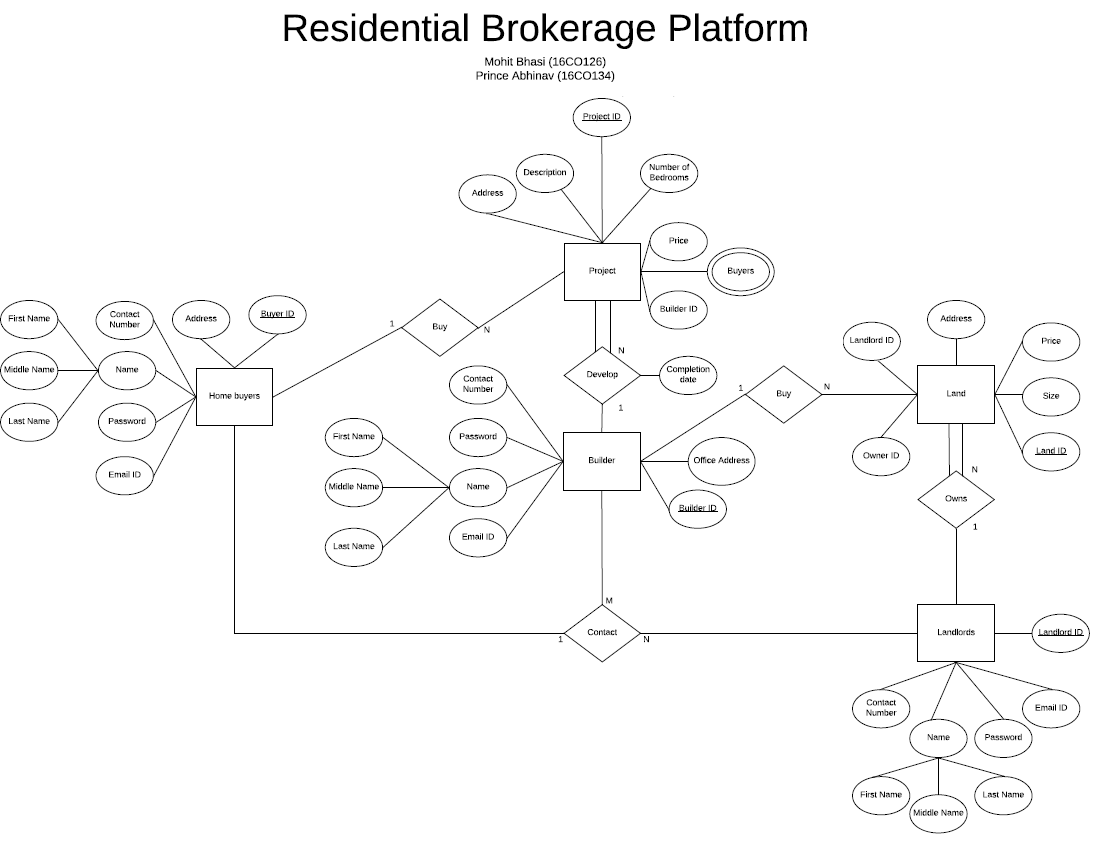 Residential Brokerage Platform
Mohit Bhasi (16CO126)
Prince Abhinav (16CO134)
Project ID
Description
Number of
Bedrooms
Address
Price
Project
Buyers
Builder ID
First Name
Contact
Number
Address
Buyer ID
Middle Name
Name
Last Name
Password
Email ID
Home buyers
1
Buy
N
N
Develop
Completion
date
1
Contact
Number
Password
First Name
Middle Name
Name
Last Name
Email ID
Builder
Office Address
Builder ID
1
Buy
N
Landlord ID
Address
Price
Land
Size
Owner ID
Land ID
N
Owns
1
M
1
Contact
N
Landlords
Landlord ID
Contact
Number
Email ID
Name
Password
First Name
Middle Name
Last Name